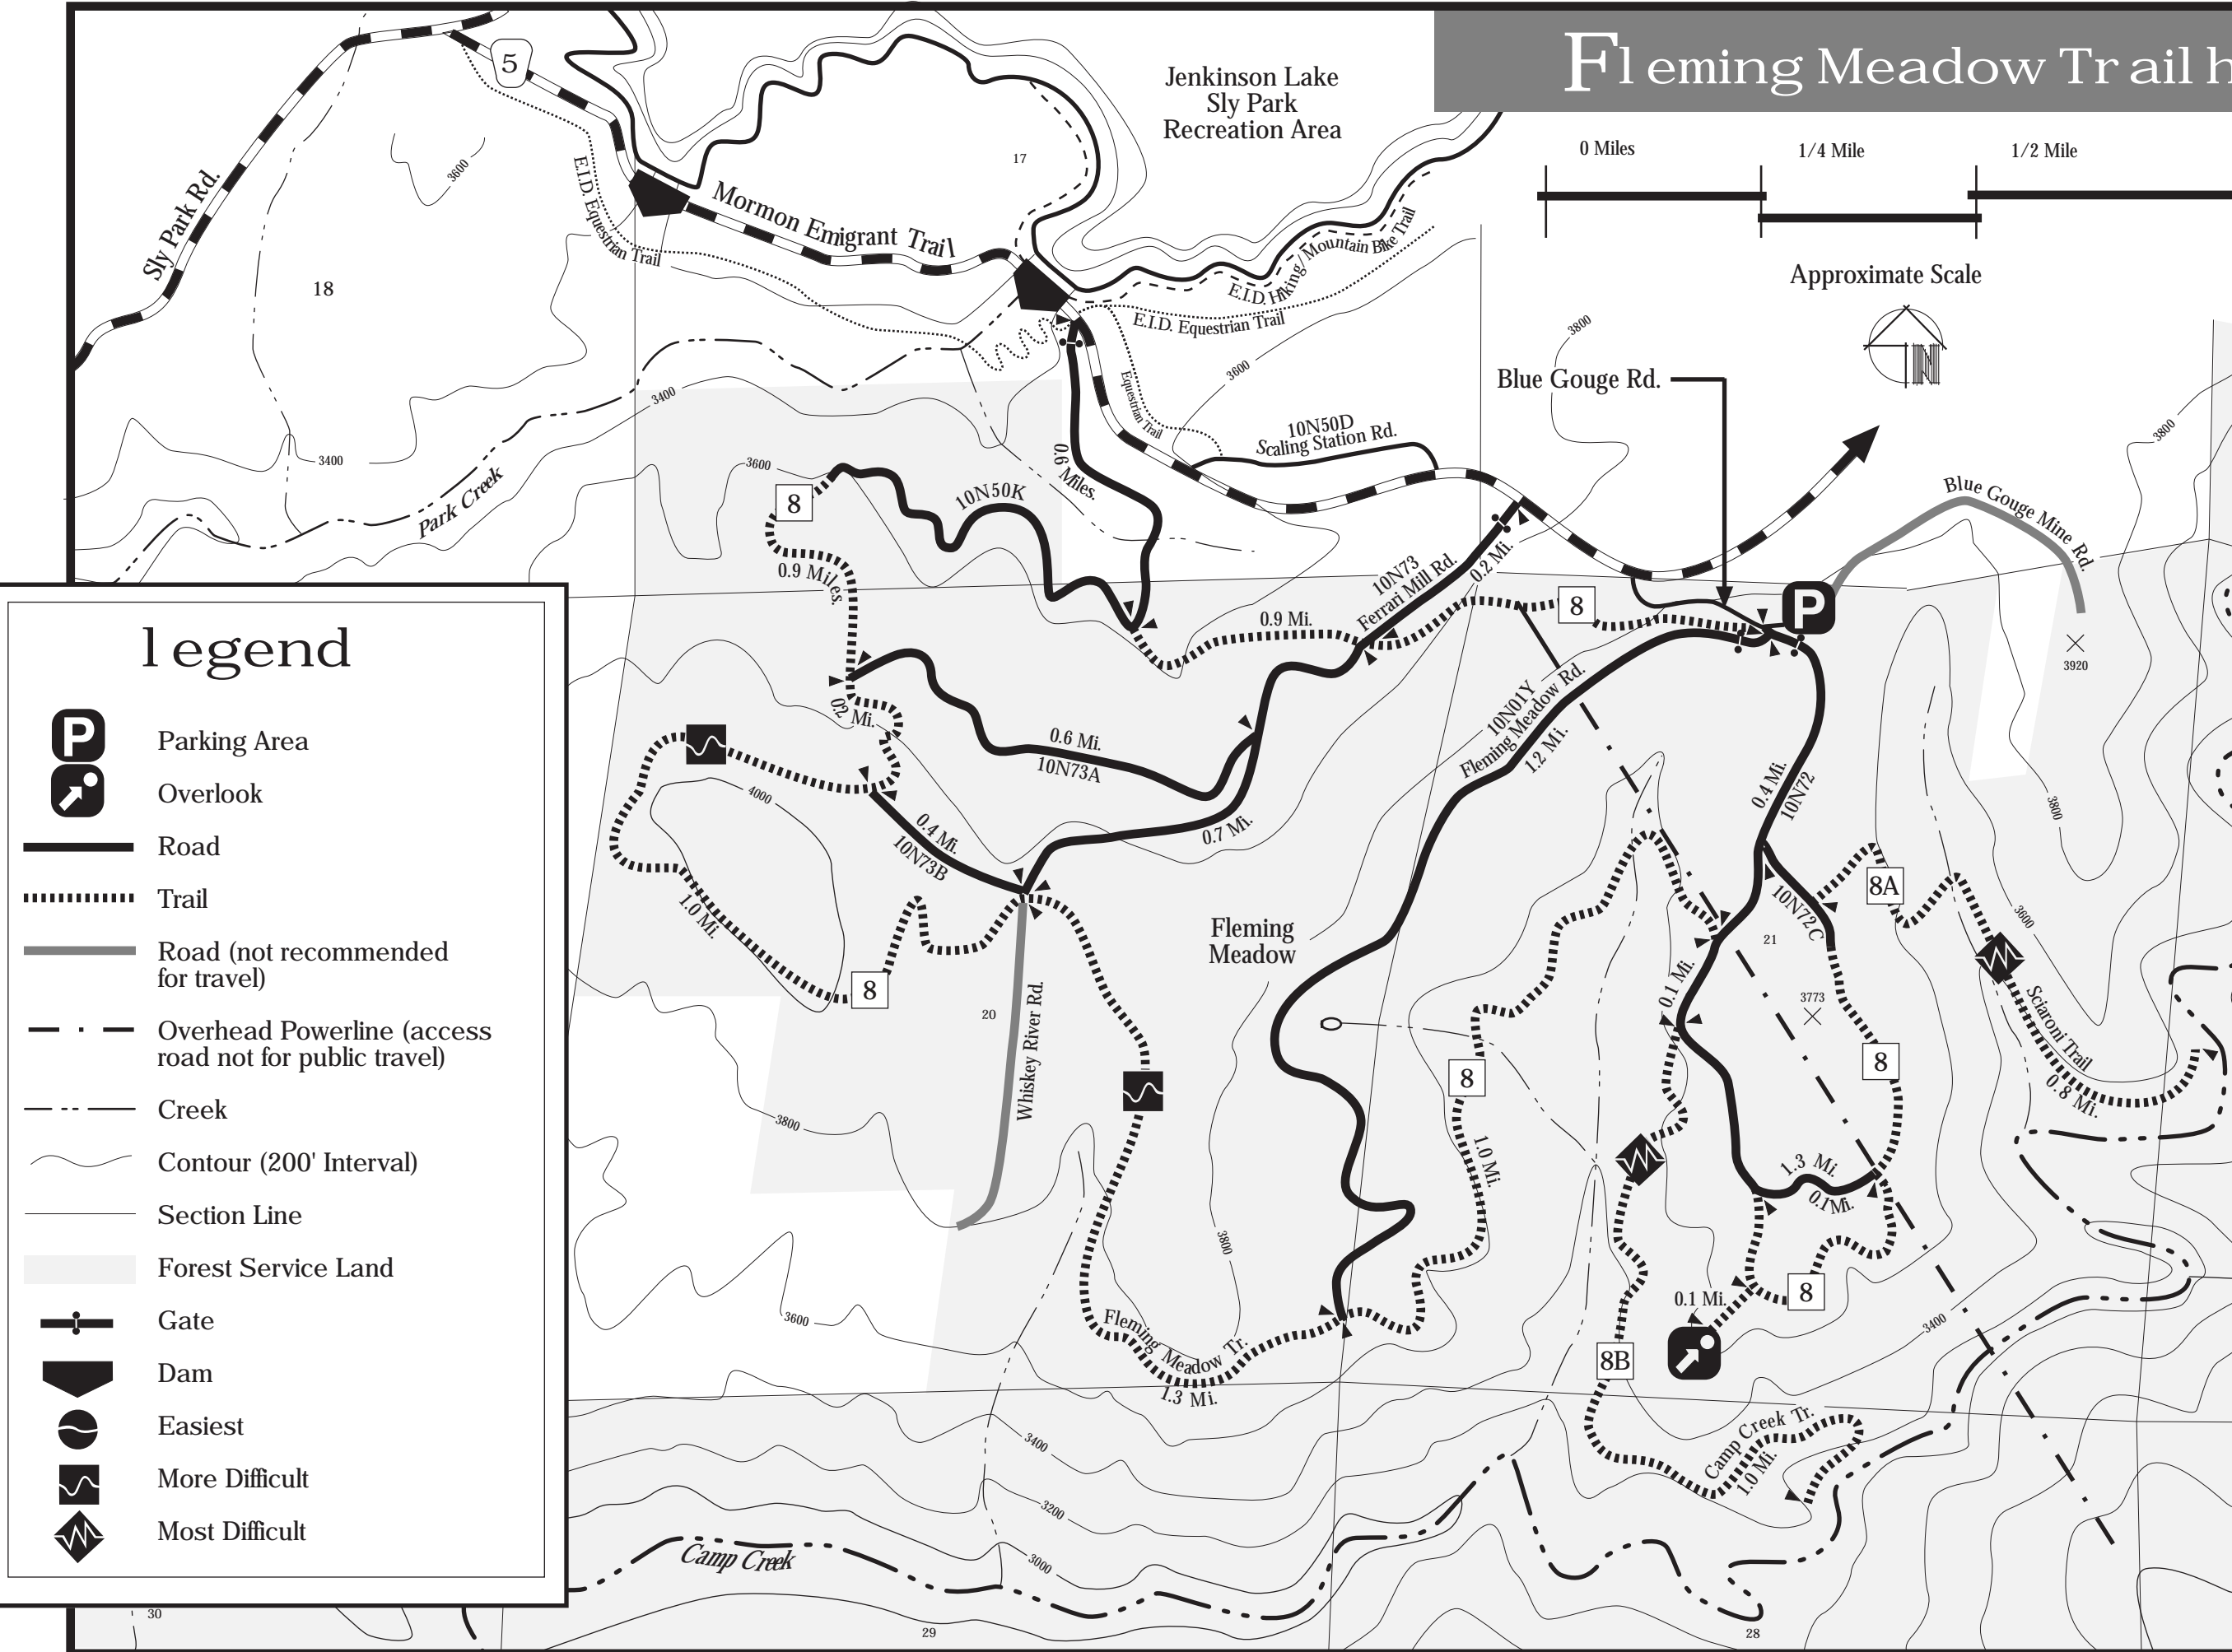 Fleming Meadow Trailh
5
Jenkinson Lake
Sly Park
Recreation Area
0 Miles
1/4 Mile
1/2 Mile
Approximate Scale
N
17
3600
Sly Park Rd.
18
E.I.D. Equestrian Trail
Mormon Emigrant Trail
E.I.D. Hiking/Mountain Bike Trail
E.I.D. Equestrian Trail
Equestrian Trail
3600
3800
Blue Gouge Rd.
3400
3400
Park Creek
3600
3800
10N50D
Scaling Station Rd.
0.6 Miles.
8
10N50K
Blue Gouge Mine Rd.
0.9 Miles.
10N73
Ferrari Mill Rd.
0.2 Mi.
0.9 Mi.
8
P
3920
0.2 Mi.
0.6 Mi.
10N73A
10N01Y
Fleming Meadow Rd.
1.2 Mi.
4000
0.4 Mi.
10N73B
0.7 Mi.
0.4 Mi.
10N72
3800
8A
10N72C
3600
1.0 Mi.
8
Fleming
Meadow
21
20
Whiskey River Rd.
0.1 Mi.
3773
Sciaroni Trail
0.8 Mi.
8
8
3800
1.0 Mi.
1.3 Mi.
0.1Mi.
3800
8
0.1 Mi.
3600
Fleming Meadow Tr.
1.3 Mi.
3400
8B
Camp Creek Tr.
1.0 Mi.
3400
3200
3000
Camp Creek
30
29
28
legend
P
Parking Area
Overlook
Road
Trail
Road (not recommended
for travel)
Overhead Powerline (access
road not for public travel)
Creek
Contour (200' Interval)
Section Line
Forest Service Land
Gate
Dam
Easiest
More Difficult
Most Difficult